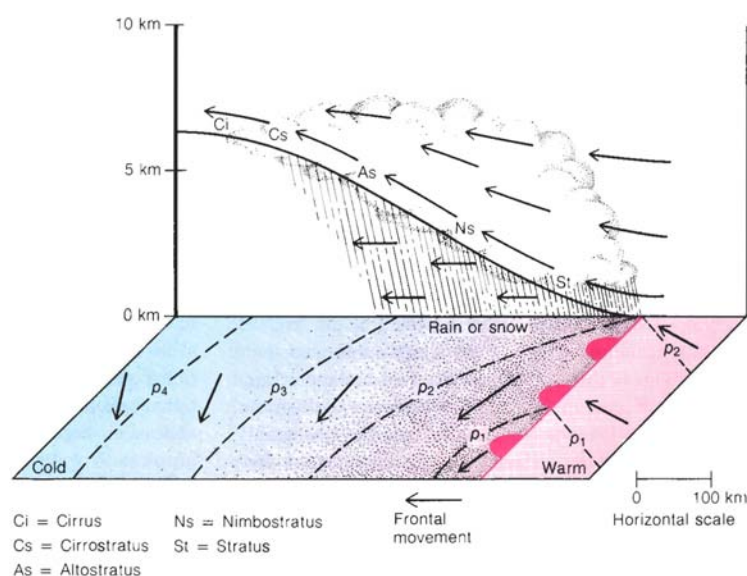 10 km
Ci
Cs
5 km
As
Ns
St
0 km
Rain or snow
p2
p4
p3
p2
p1
p1
Cold
Warm
Ci = Cirrus
Ns = Nimbostratus
Frontal movement
0 100 km
Cs = Cirrostratus
St = Stratus
Horizontal scale
As = Altostratus